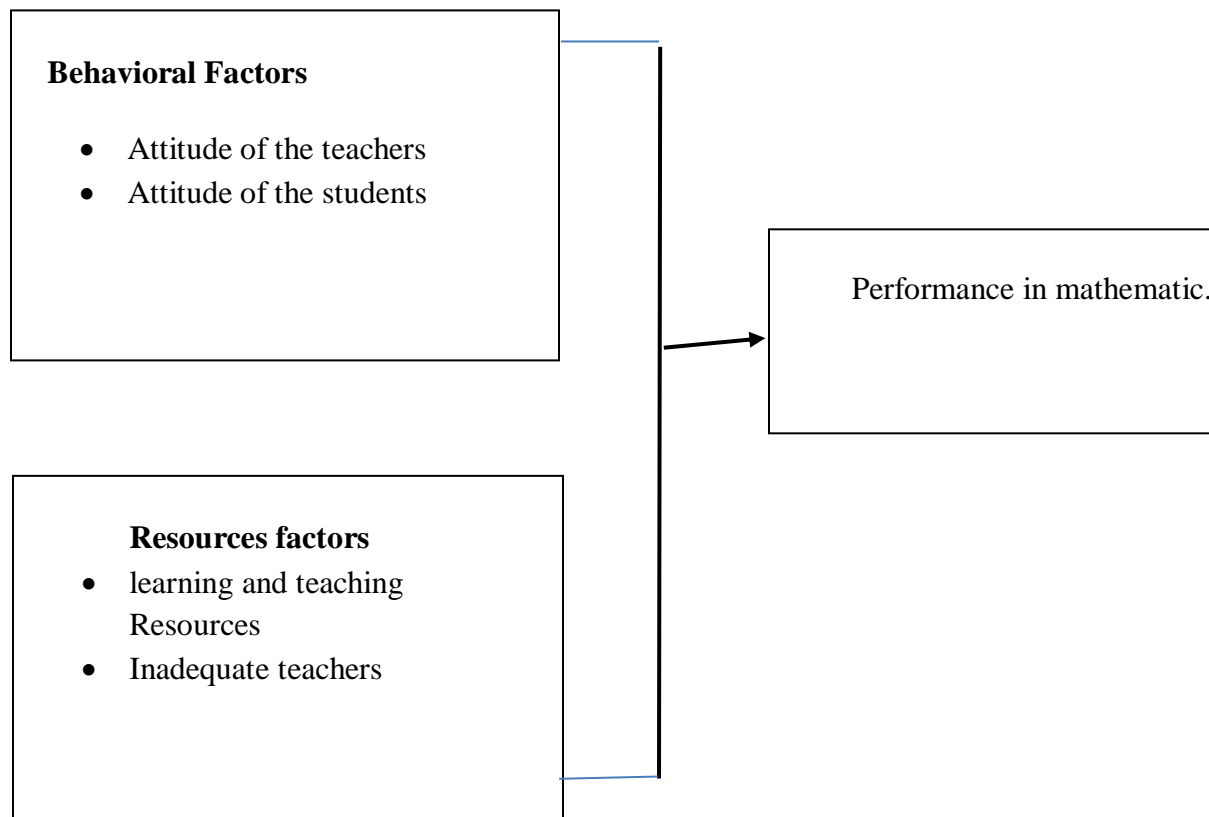 Behavioral Factors
• Attitude of the teachers
• Attitude of the students
Performance in mathematic.
Resources factors
• learning and teaching
Resources
• Inadequate teachers